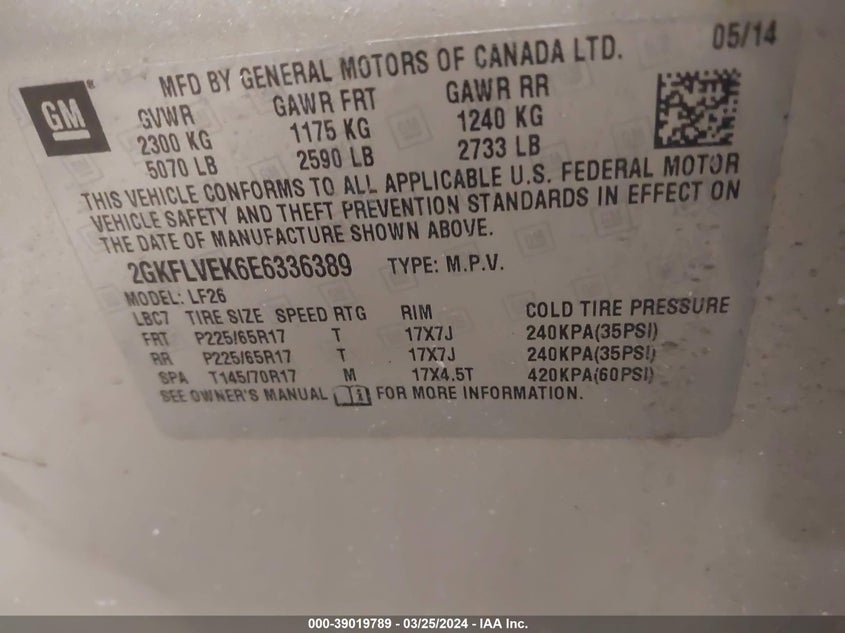 05/14
MFD BY GENERAL MOTORS OF CANADA LTD.
GM®
GVWR GAWR FRT GAWR RR
2300 KG 1175 KG 1240 KG
5070 LB 2590 LB 2733 LB
THIS VEHICLE CONFORMS TO ALL APPLICABLE U.S. FEDERAL MOTOR
VEHICLE SAFETY AND THEFT PREVENTION STANDARDS IN EFFECT ON
THE DATE OF MANUFACTURE SHOWN ABOVE.
2GKFLVEK6E6336389 TYPE: M.P.V.
MODEL: LF26
LBC7 TIRE SIZE SPEED RTG RIM COLD TIRE PRESSURE
FRT P225/65R17 T 17X7J 240KPA(35PSI)
RR P225/65R17 T 17X7J 240KPA(35PSI)
SPA T145/70R17 M 17X4.5T 420KPA(60PSI)
SEE OWNER'S MANUAL FOR MORE INFORMATION.
000-39019789 - 03/25/2024 - IAA Inc.